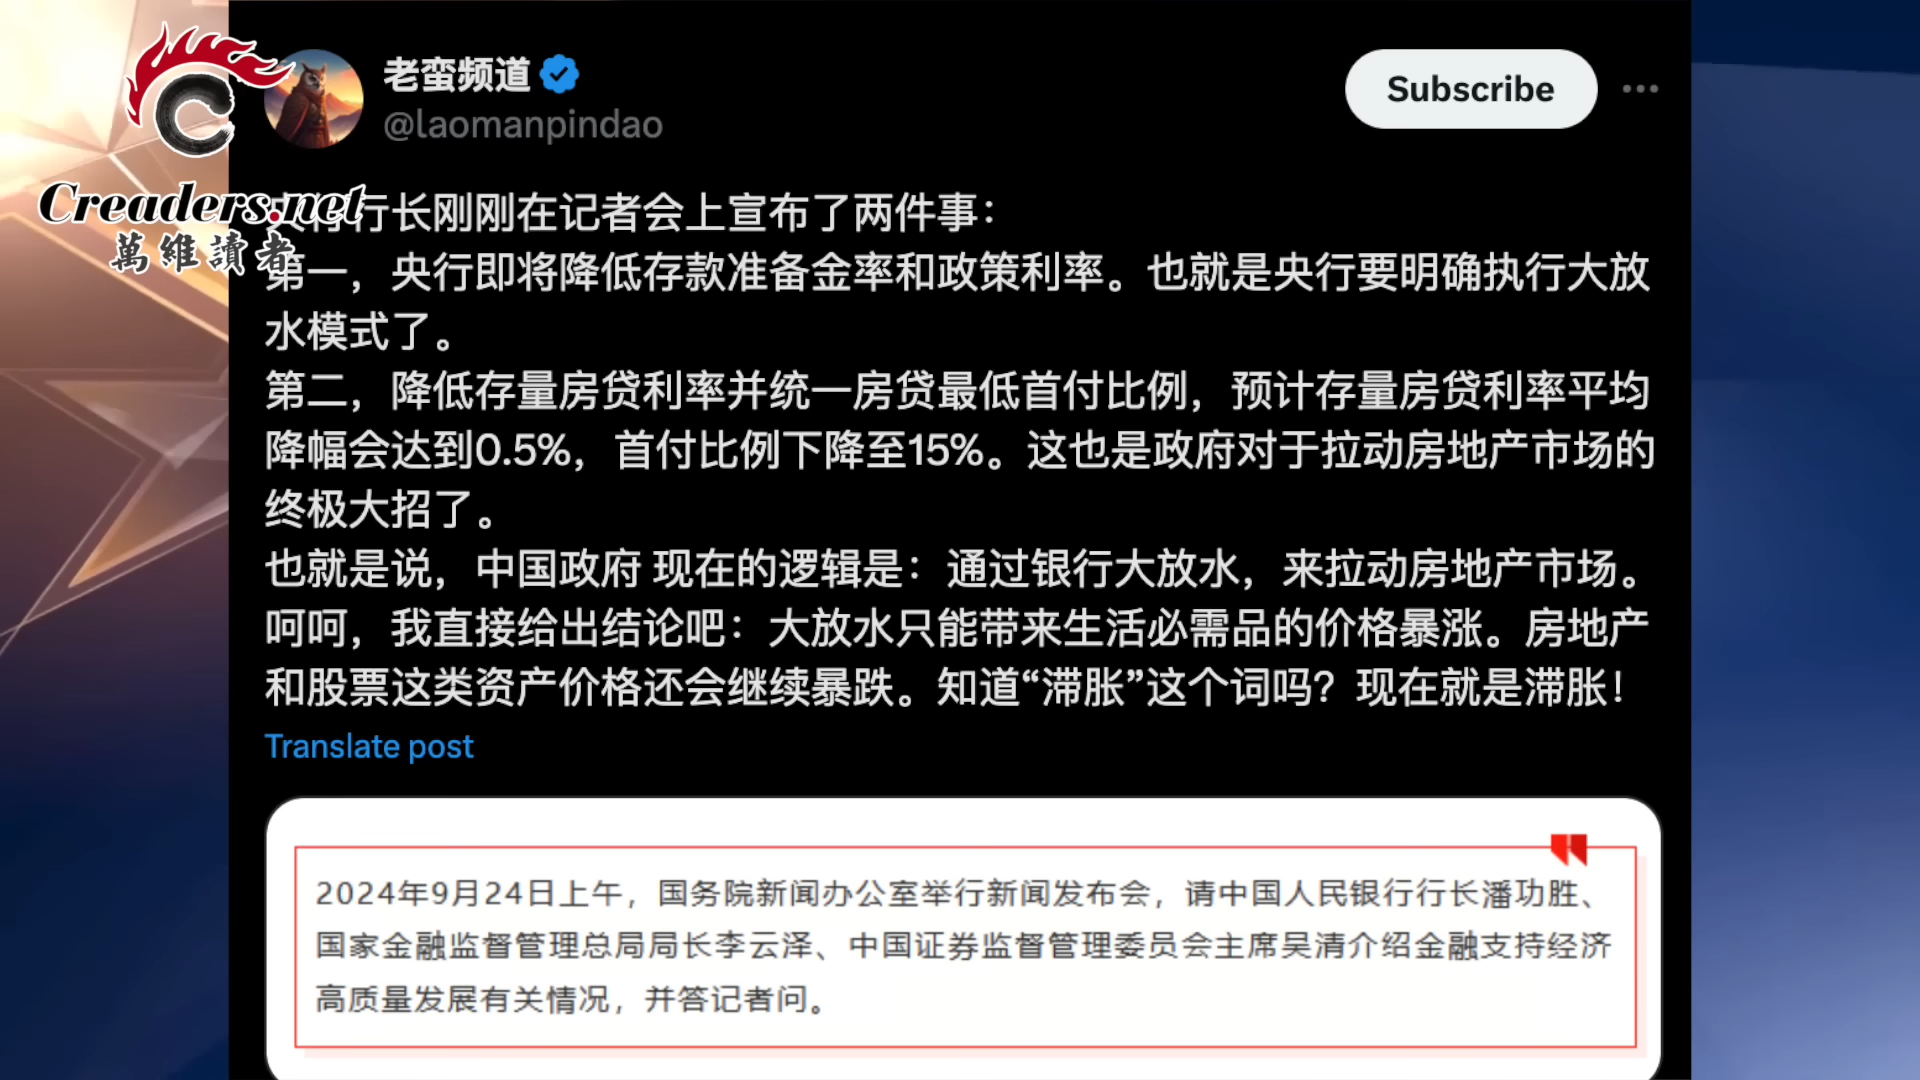 老蛮频道
@laomanpindao
Subscribe
Creaders.net
萬維讀者
行长刚刚在记者会上宣布了两件事：
第一，央行即将降低存款准备金率和政策利率。也就是央行要明确执行大放
水模式了。
第二，降低存量房贷利率并统一房贷最低首付比例，预计存量房贷利率平均
降幅会达到0.5%，首付比例下降至15%。这也是政府对于拉动房地产市场的
终极大招了。
也就是说，中国政府 现在的逻辑是：通过银行大放水，来拉动房地产市场。
呵呵，我直接给出结论吧：大放水只能带来生活必需品的价格暴涨。房地产
和股票这类资产价格还会继续暴跌。知道“滞胀”这个词吗？现在就是滞胀！
Translate post
2024年9月24日上午，国务院新闻办公室举行新闻发布会，请中国人民银行行长潘功胜、
国家金融监督管理总局局长李云泽、中国证券监督管理委员会主席吴清介绍金融支持经济
高质量发展有关情况，并答记者问。